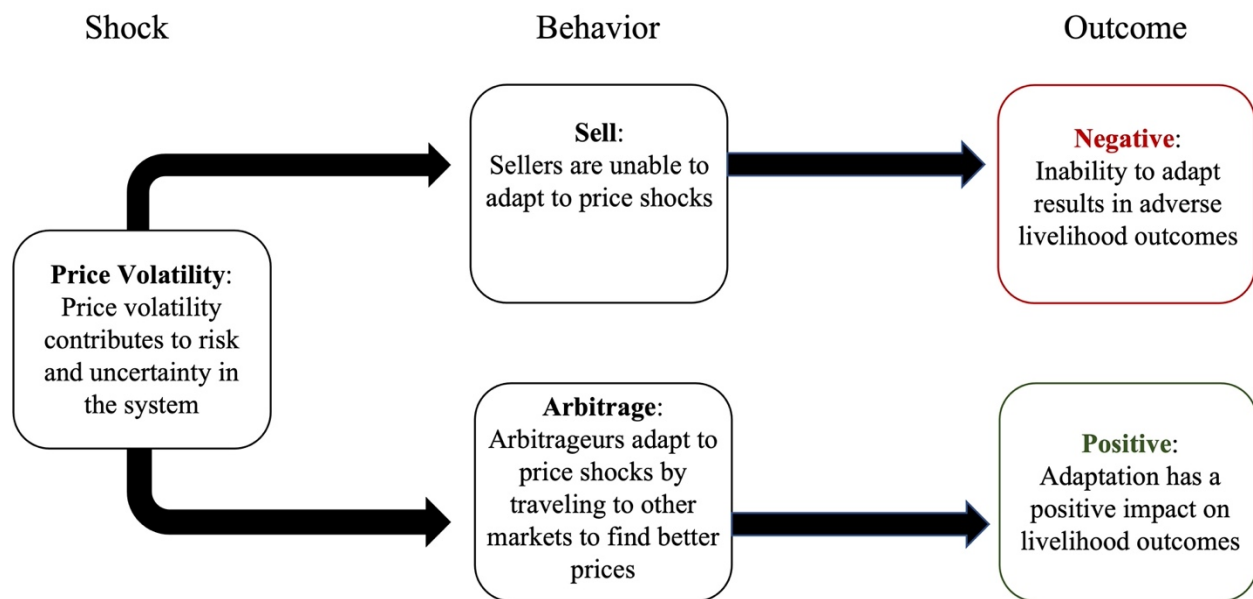 Shock
Behavior
Outcome
Price Volatility:
Price volatility
contributes to risk
and uncertainty in
the system
Sell:
Sellers are unable to
adapt to price shocks
Negative:
Inability to adapt
results in adverse
livelihood outcomes
Arbitrage:
Arbitrageurs adapt to
price shocks by
traveling to other
markets to find better
prices
Positive:
Adaptation has a
positive impact on
livelihood outcomes